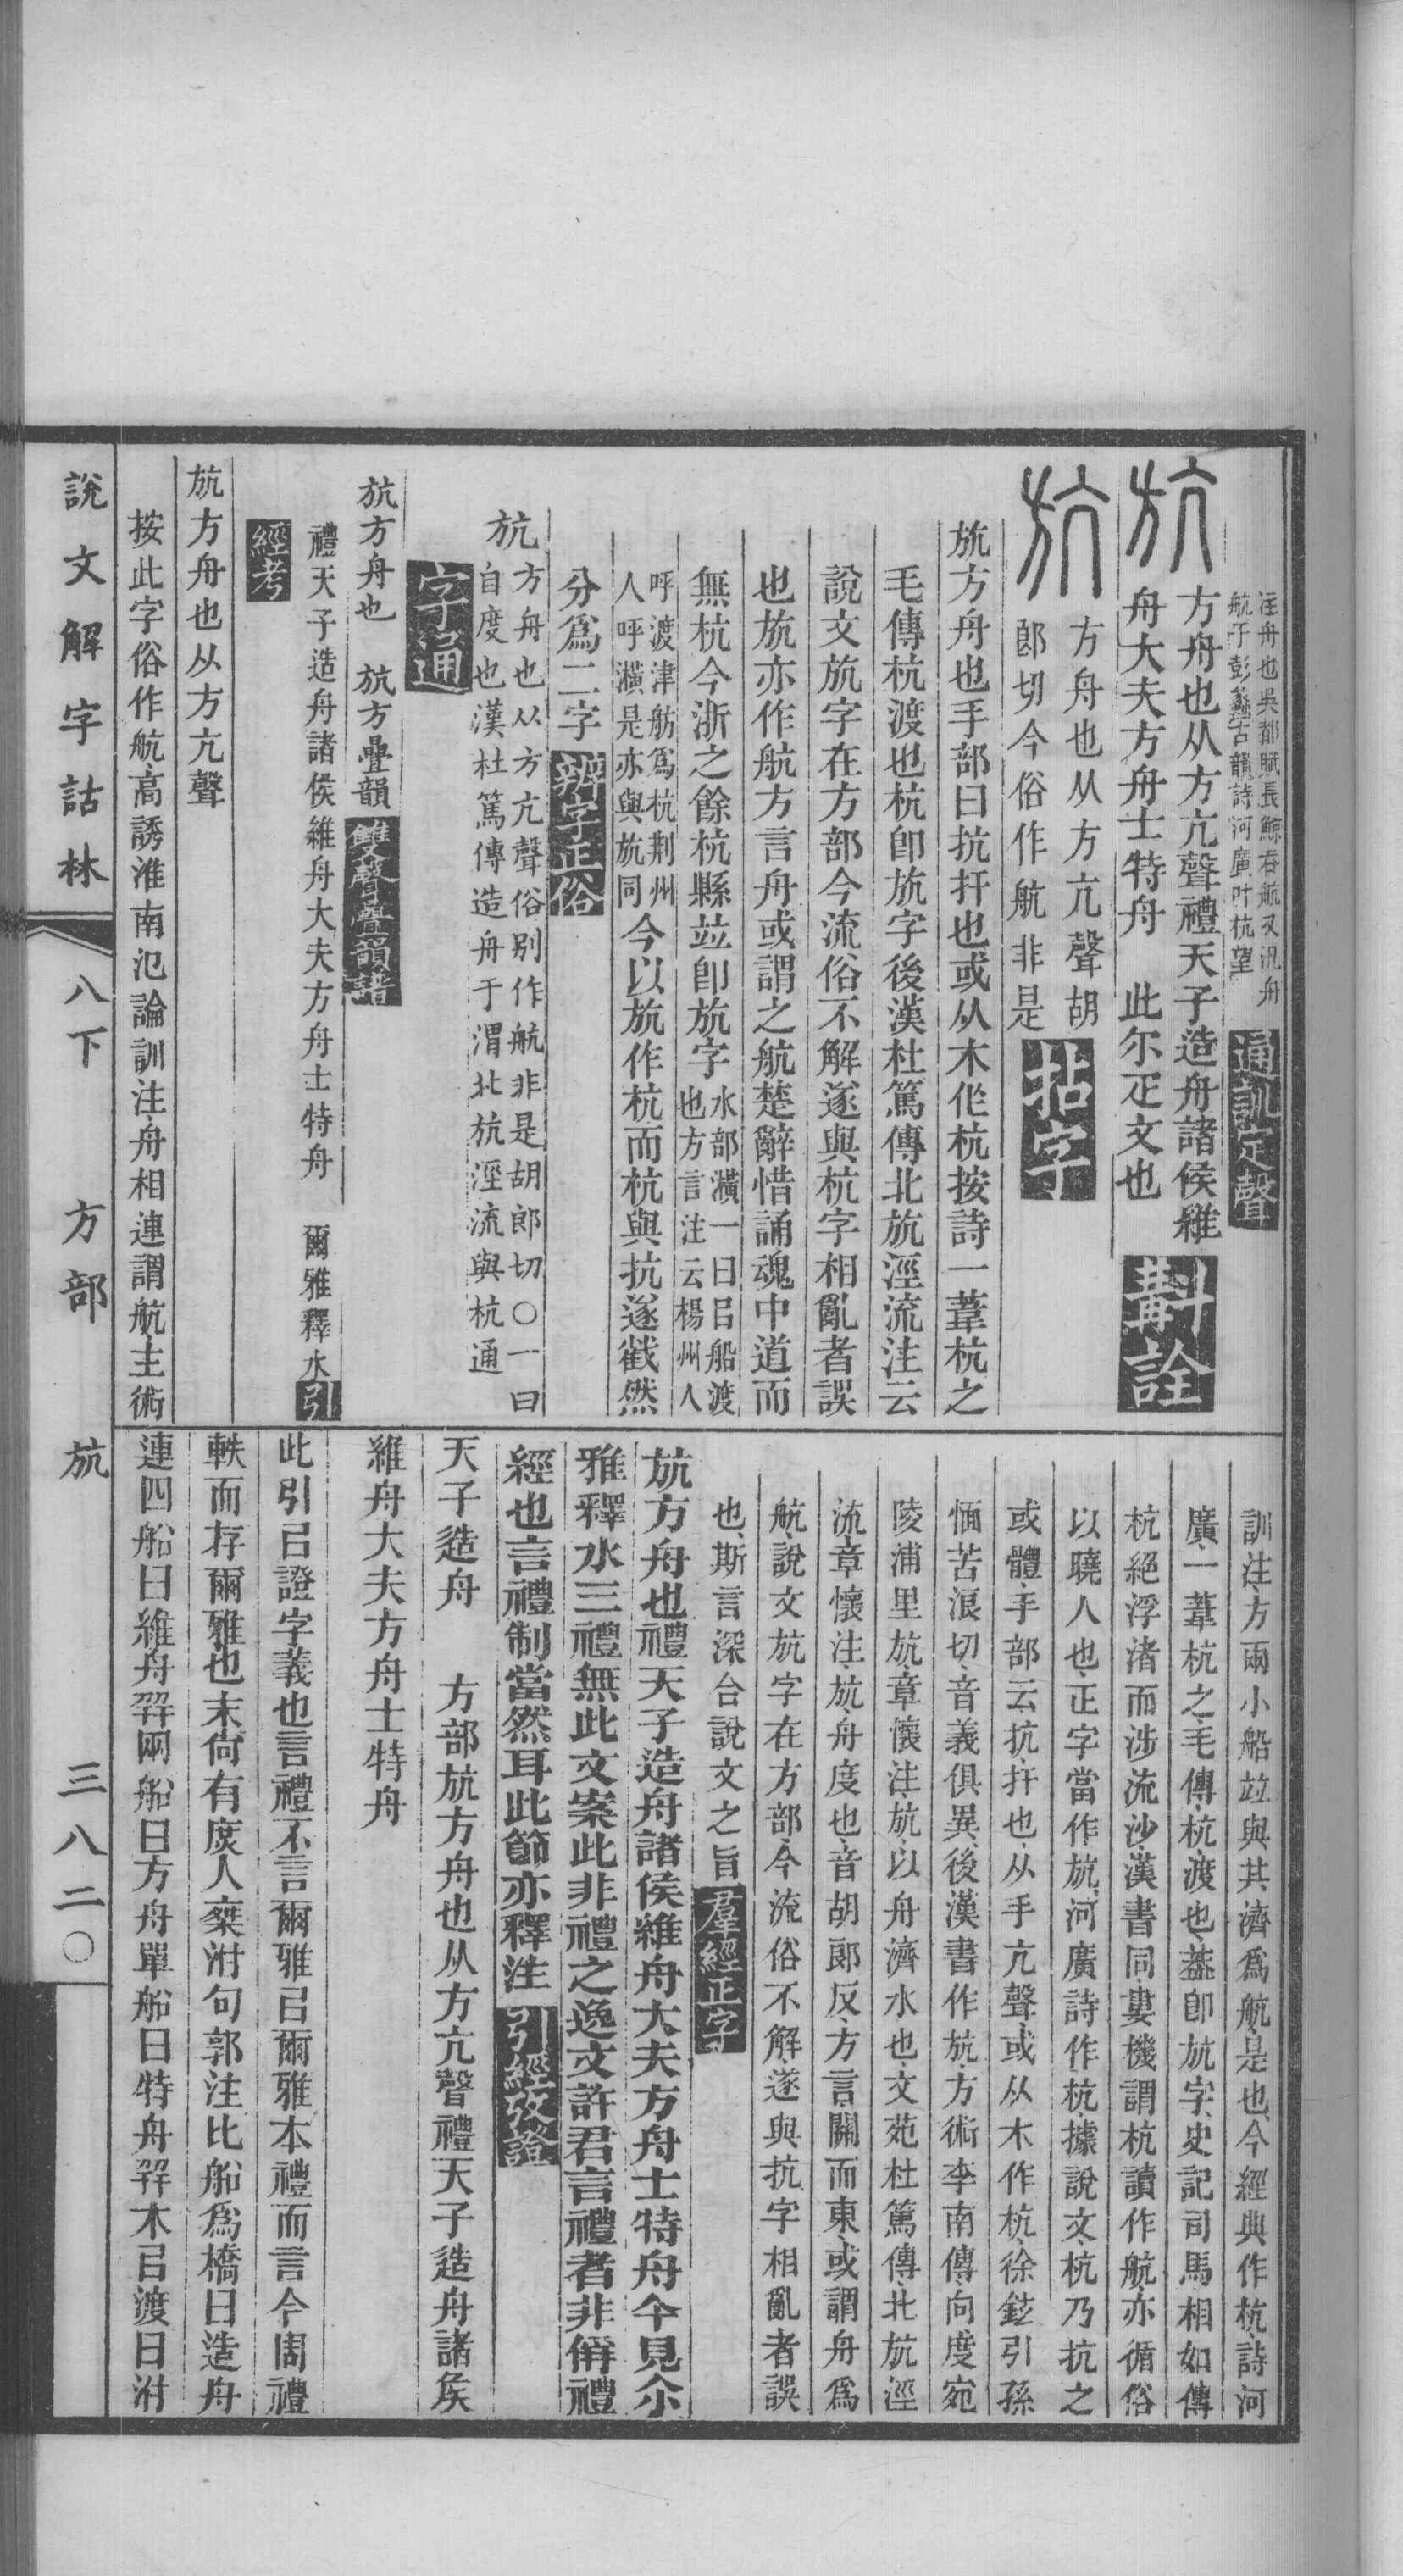 注舟也吳都賦長鯨吞航又汎舟
航于彭蠡古韻詩河廣叶杭望
通訓定聲
方舟也从方亢聲禮天子造舟諸侯維
舟大夫方舟士特舟 此尒疋文也
斠詮
方舟也从方亢聲胡
郎切今俗作航非是
拈字
斻方舟也手部曰抗扞也或从木作杭按詩一葦杭之
毛傳杭渡也杭卽斻字後漢杜篤傳北斻涇流注云
說文斻字在方部今流俗不解遂與杭字相亂者誤
也斻亦作航方言舟或謂之航楚辭惜誦魂中道而
無杭今浙之餘杭縣竝卽斻字
水部潢一曰㠯船渡
也方言注云楊州人
呼渡津舫爲杭荆州
人呼潢是亦與斻同
今以斻作杭而杭與抗遂截然
分爲二字
辨字正俗
斻
方舟也从方亢聲俗別作航非是胡郎切○一曰
自度也漢杜篤傳造舟于渭北杭涇流與杭通
字通
斻方舟也 斻方疊韻
雙聲疊韻譜
禮天子造舟諸侯維舟大夫方舟士特舟 爾雅釋水
引
經考
斻方舟也从方亢聲
按此字俗作航高誘淮南氾論訓注舟相連謂航主術
訓注方兩小船竝與共濟爲航是也今經典作杭詩河
廣一葦杭之毛傳杭渡也葢卽斻字史記司馬相如傳
杭絕浮渚而涉流沙漢書同婁機謂杭讀作航亦循俗
以曉人也正字當作斻河廣詩作杭據說文杭乃抗之
或體手部云抗扞也从手亢聲或从木作杭徐鉉引孫
愐苦浪切音義俱異後漢書作斻方術李南傳向度宛
陵浦里斻章懷注斻以舟濟水也文苑杜篤傳北斻涇
流章懷注斻舟度也音胡郎反方言關而東或謂舟爲
航說文斻字在方部今流俗不解遂與抗字相亂者誤
也斯言深合說文之旨
羣經正字
斻方舟也禮天子造舟諸侯維舟大夫方舟士特舟今見尒
雅釋水三禮無此文案此非禮之逸文許君言禮者非偁禮
經也言禮制當然耳此節亦釋注
引經攷證
天子造舟 方部斻方舟也从方亢聲禮天子造舟諸矦
維舟大夫方舟士特舟
此引㠯證字義也言禮不言爾雅㠯爾雅本禮而言今周禮
軼而存爾雅也末尙有庶人椉泭句郭注比船爲橋曰造舟
連四船曰維舟幷兩船曰方舟單船曰特舟幷木㠯渡曰泭
說文解字詁林
八下 方部 斻 三八二○